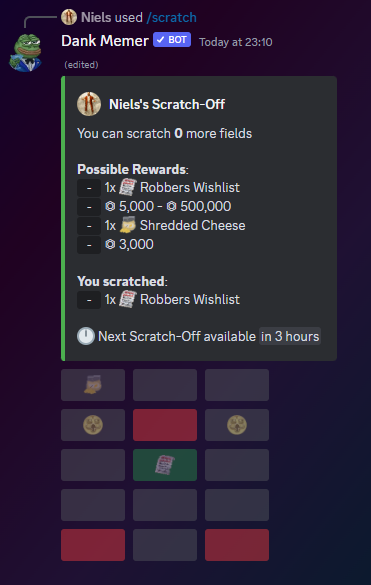 Niels used /scratch
Dank Memer ✓ BOT Today at 23:10
(edited)
Niels's Scratch-Off
You can scratch 0 more fields
Possible Rewards:
- 1x Robbers Wishlist
- 5,000 - 500,000
- 1x Shredded Cheese
- 3,000
You scratched:
- 1x Robbers Wishlist
Next Scratch-Off available in 3 hours